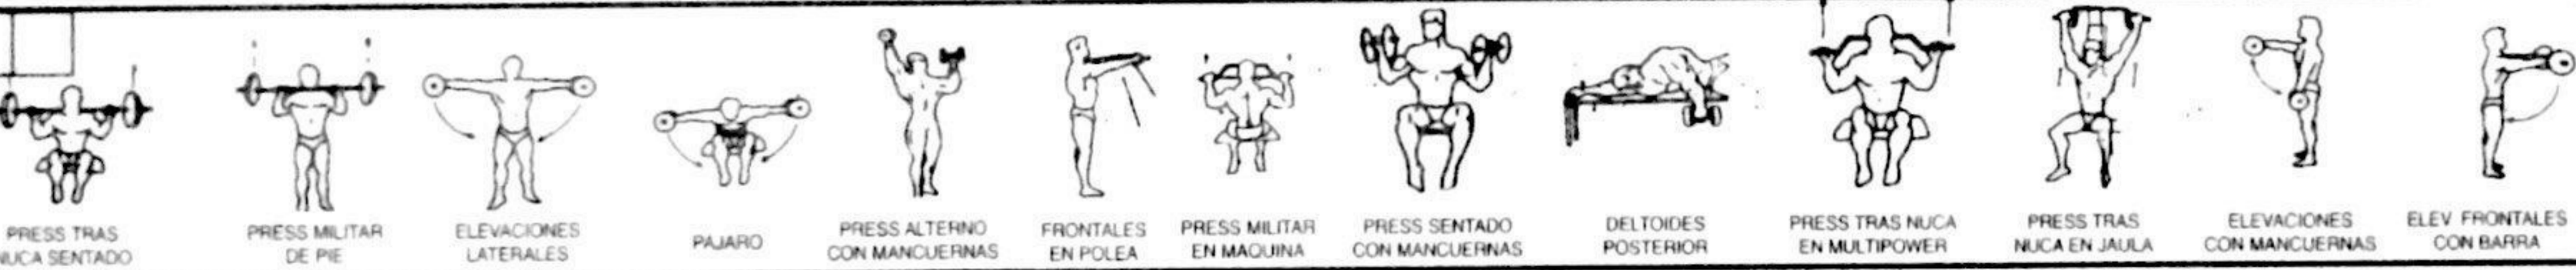 PRESS TRAS
NUCA SENTADO
PRESS MILITAR
DE PIE
ELEVACIONES
LATERALES
PAJARO
PRESS ALTERNO
CON MANCUERNAS
FRONTALES
EN POLEA
PRESS MILITAR
EN MAQUINA
PRESS SENTADO
CON MANCUERNAS
DELTOIDES
POSTERIOR
PRESS TRAS NUCA
EN MULTIPOWER
PRESS TRAS
NUCA EN JAULA
ELEVACIONES
CON MANCUERNAS
ELEV FRONTALES
CON BARRA